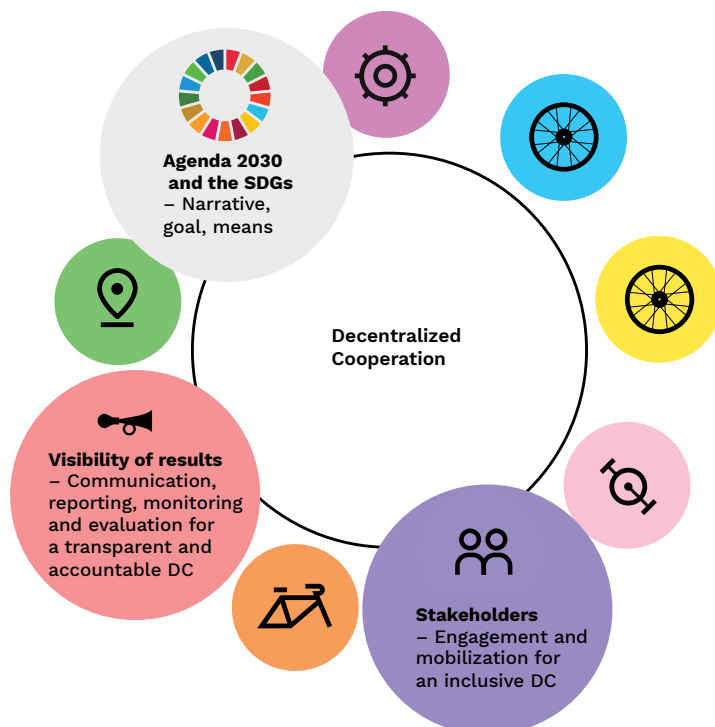 Agenda 2030
and the SDGs
– Narrative,
goal, means
Decentralized
Cooperation
Visibility of results
– Communication,
reporting, monitoring
and evaluation for
a transparent and
accountable DC
Stakeholders
– Engagement and
mobilization for
an inclusive DC